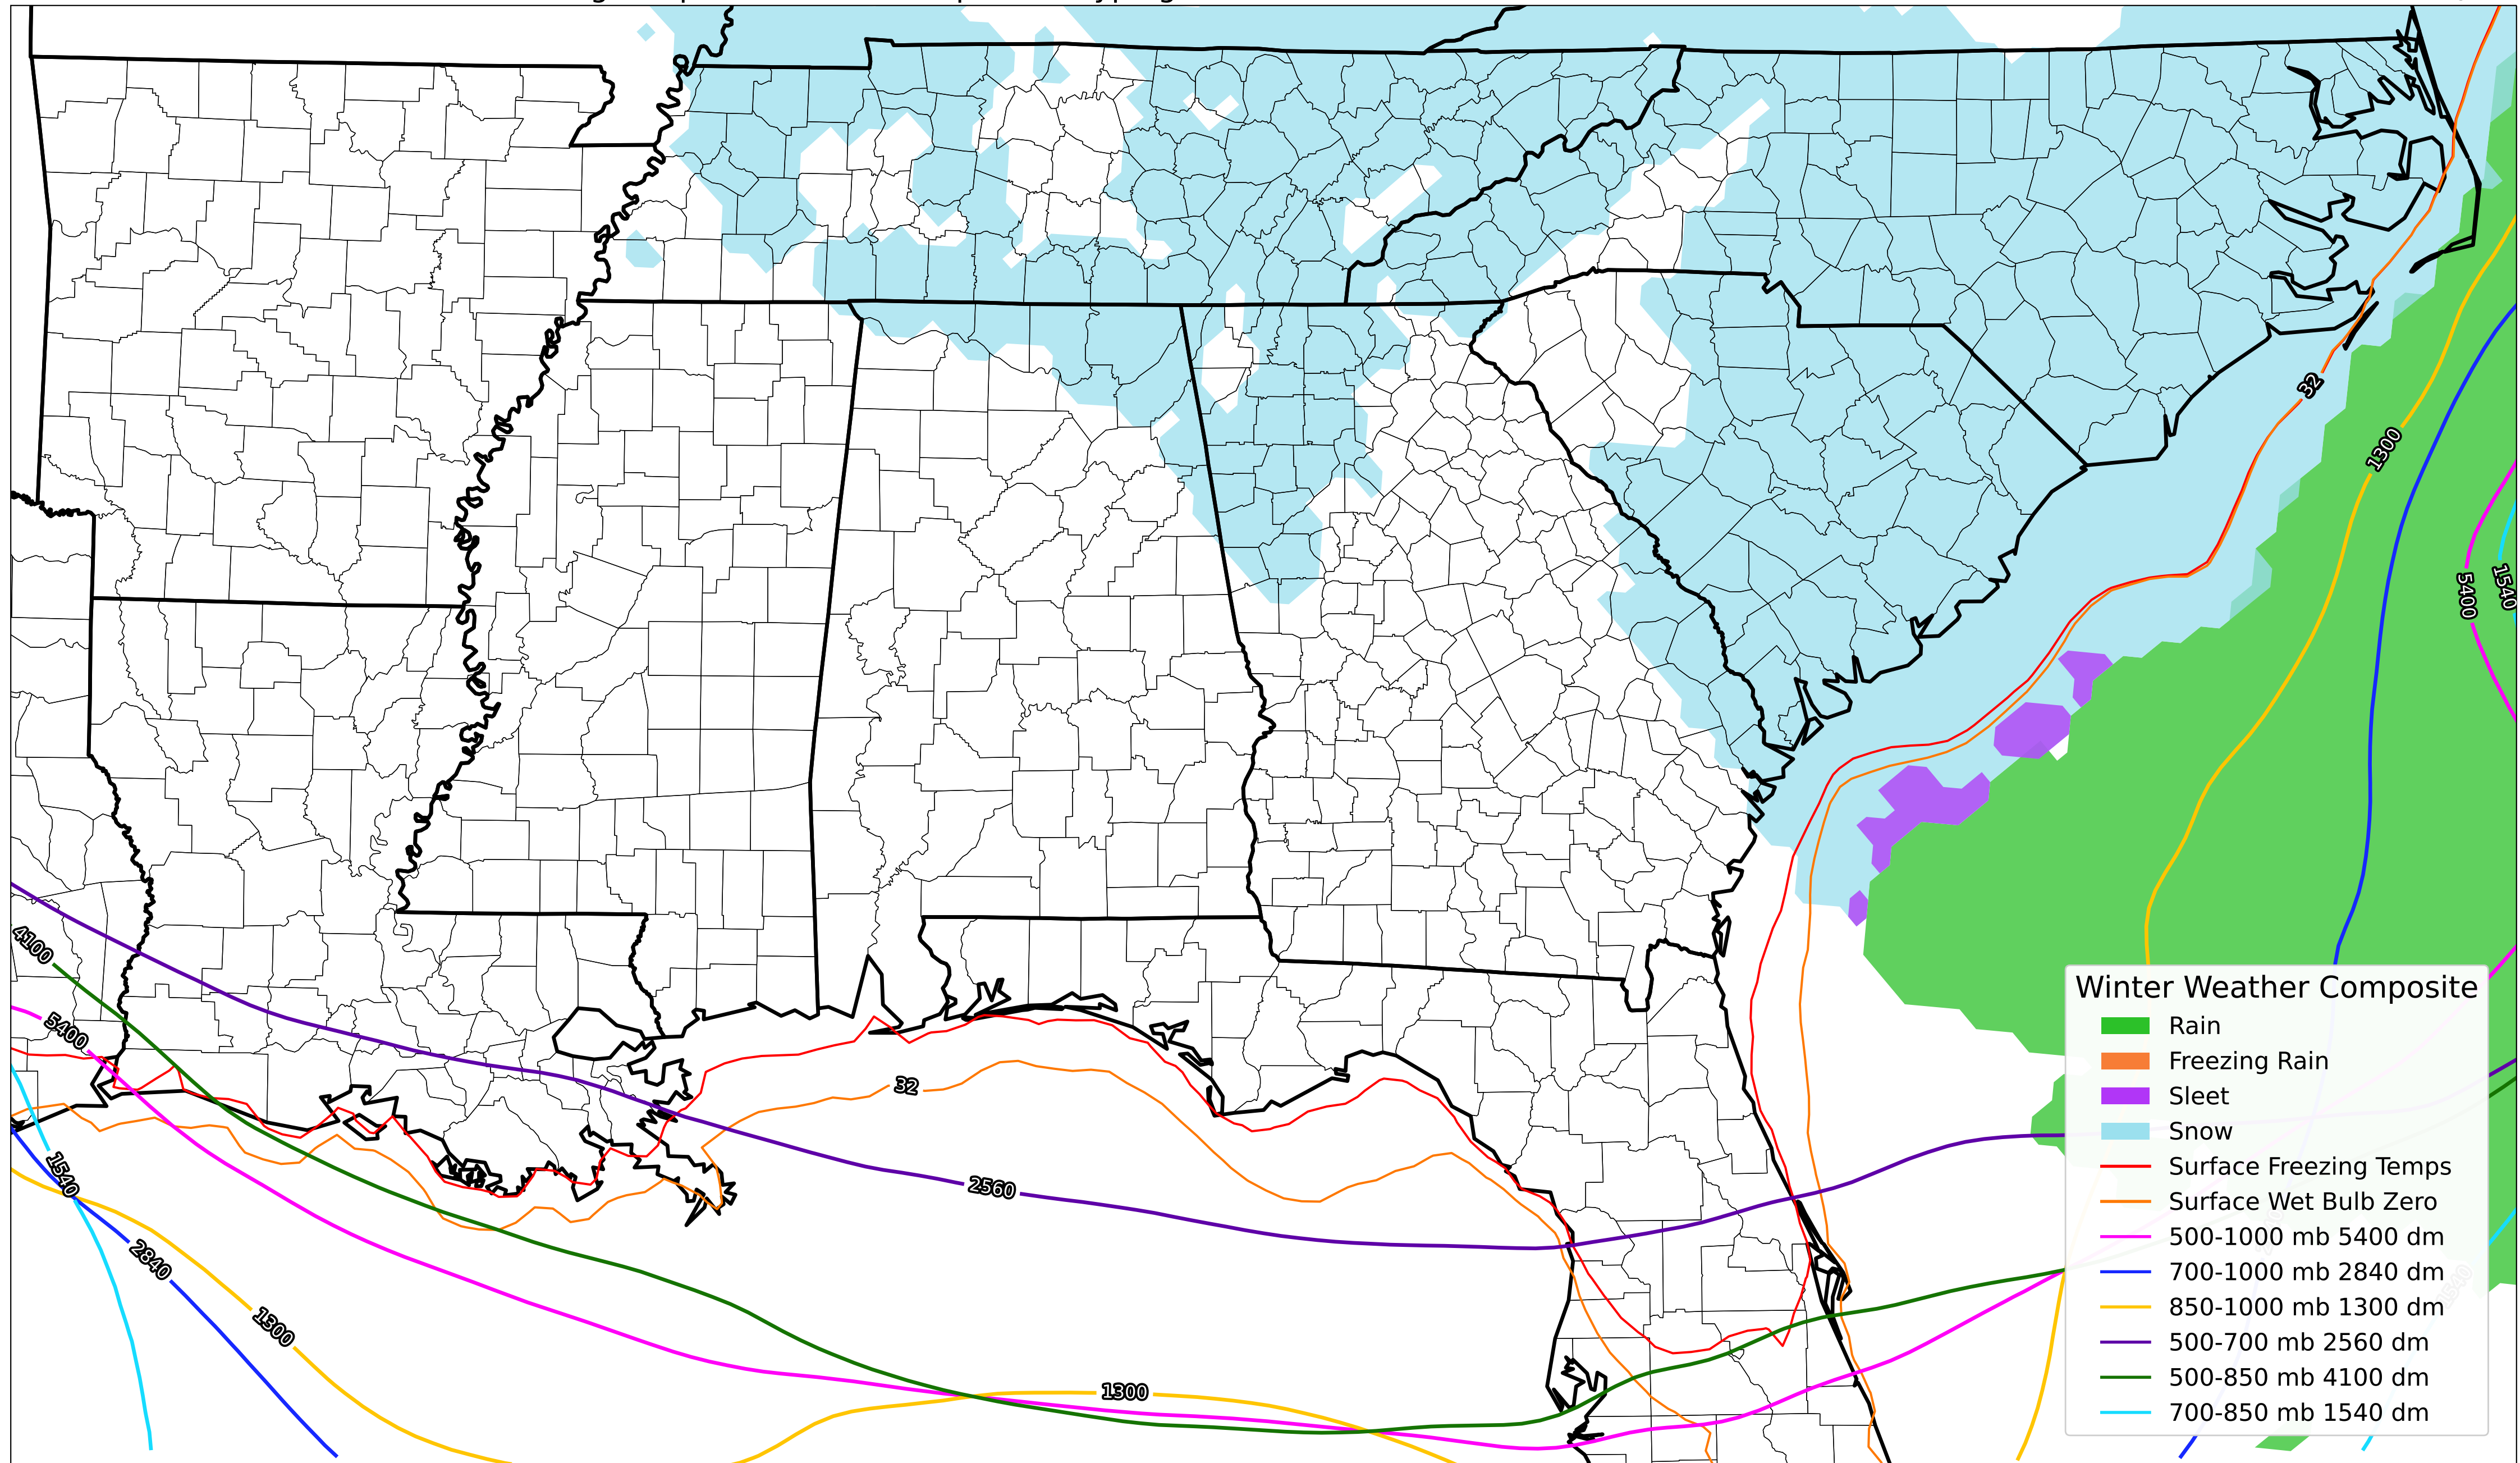 32
1300
5400
1540
4100
5400
32
1540
2560
2840
1300
1300
Winter Weather Composite
Rain
Freezing Rain
Sleet
Snow
Surface Freezing Temps
Surface Wet Bulb Zero
500-1000 mb 5400 dm
700-1000 mb 2840 dm
850-1000 mb 1300 dm
500-700 mb 2560 dm
500-850 mb 4100 dm
700-850 mb 1540 dm